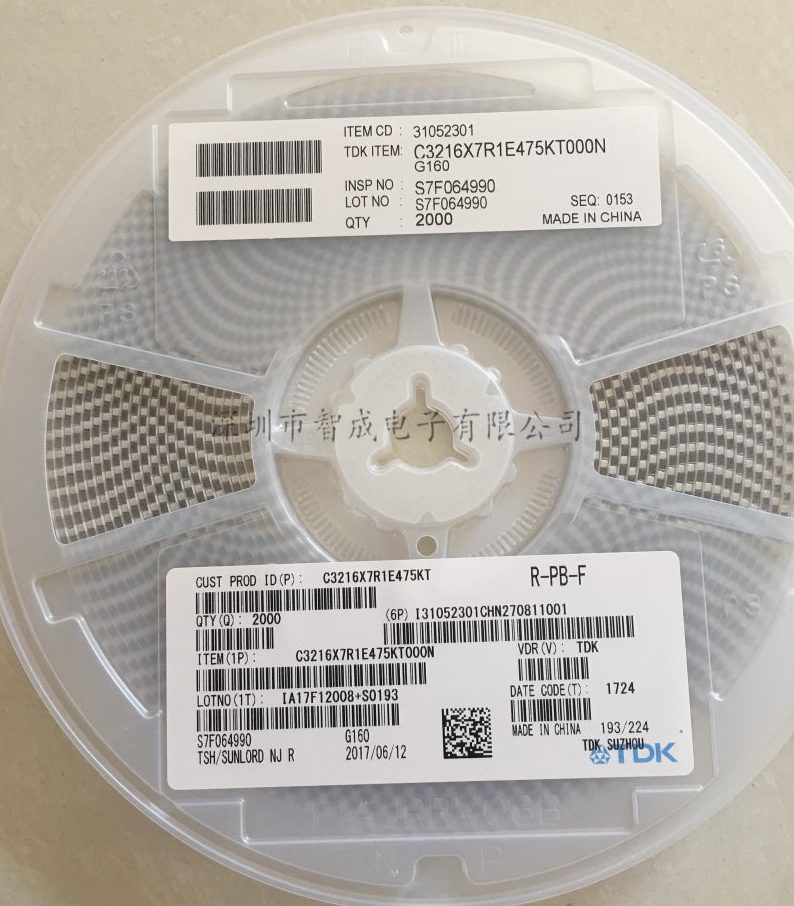 ITEM CD : 31052301
TDK ITEM: C3216X7R1E475KT000N
G160
INSP NO : S7F064990
LOT NO : S7F064990
SEQ: 0153
QTY : 2000
MADE IN CHINA
PS
PS
深圳市智成电子有限公司
CUST PROD ID(P): C3216X7R1E475KT
R-PB-F
QTY(Q): 2000
(6P) I31052301CHN270811001
ITEM(1P): C3216X7R1E475KT000N
VDR(V): TDK
LOTNO(1T): IA17F12008+S0193
DATE CODE(T): 1724
S7F064990 G160
MADE IN CHINA 193/224
TSH/SUNLORD NJ R 2017/06/12
TDK SUZHOU
TDK
PS